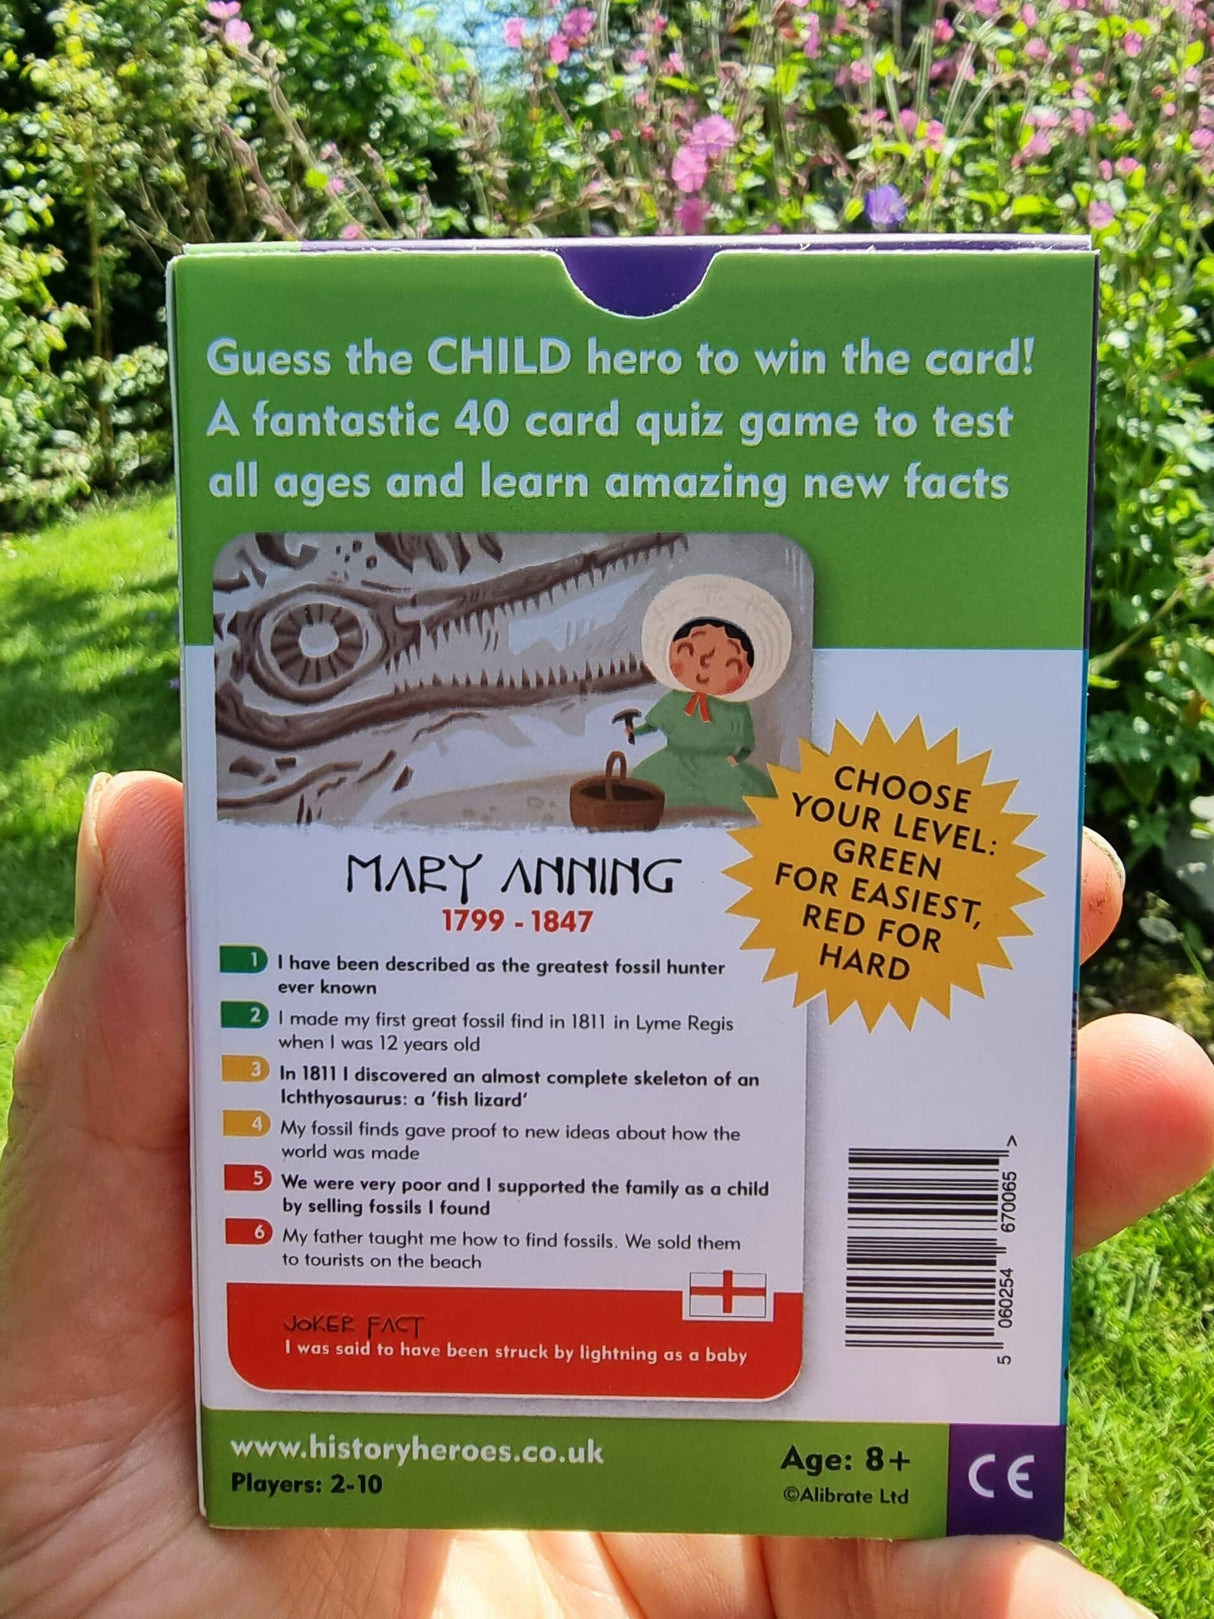 Guess the CHILD hero to win the card!
A fantastic 40 card quiz game to test
all ages and learn amazing new facts
CHOOSE
YOUR LEVEL:
GREEN
FOR EASIEST,
RED FOR
HARD
MARY ANNING
1799 - 1847
1 I have been described as the greatest fossil hunter
ever known
2 I made my first great fossil find in 1811 in Lyme Regis
when I was 12 years old
3 In 1811 I discovered an almost complete skeleton of an
Ichthyosaurus: a 'fish lizard'
4 My fossil finds gave proof to new ideas about how the
world was made
5 We were very poor and I supported the family as a child
by selling fossils I found
6 My father taught me how to find fossils. We sold them
to tourists on the beach
JOKER FACT
I was said to have been struck by lightning as a baby
5 060254 670065 >
www.historyheroes.co.uk
Players: 2-10
Age: 8+
©Alibrate Ltd
CE